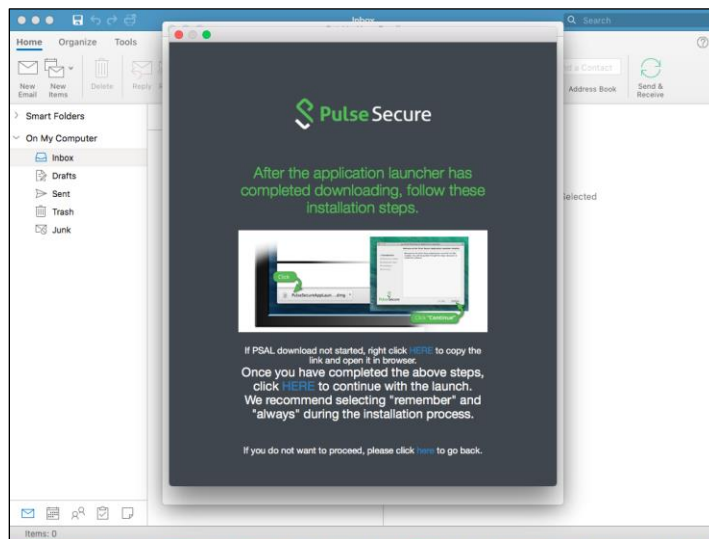 Inbox
Search
Home Organize Tools
New Email
New Items
Delete
Reply
Address Book
Send & Receive
Smart Folders
On My Computer
Inbox
Drafts
Sent
Trash
Junk
Selected
Pulse Secure
After the application launcher has
completed downloading, follow these
installation steps.
Click
PulseSecureAppLaun...dmg
PulseSecure
Click "Continue"
If PSAL download not started, right click HERE to copy the
link and open it in browser.
Once you have completed the above steps,
click HERE to continue with the launch.
We recommend selecting "remember" and
"always" during the installation process.
If you do not want to proceed, please click here to go back.
Items: 0